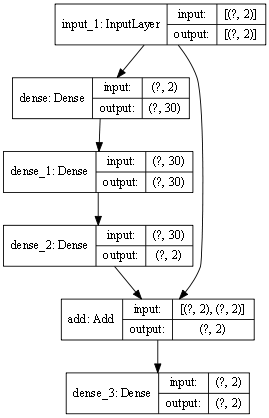 input_1: InputLayer
input: [(?, 2)]
output: [(?, 2)]
dense: Dense
input: (?, 2)
output: (?, 30)
dense_1: Dense
input: (?, 30)
output: (?, 30)
dense_2: Dense
input: (?, 30)
output: (?, 2)
add: Add
input: [(?, 2), (?, 2)]
output: (?, 2)
dense_3: Dense
input: (?, 2)
output: (?, 2)